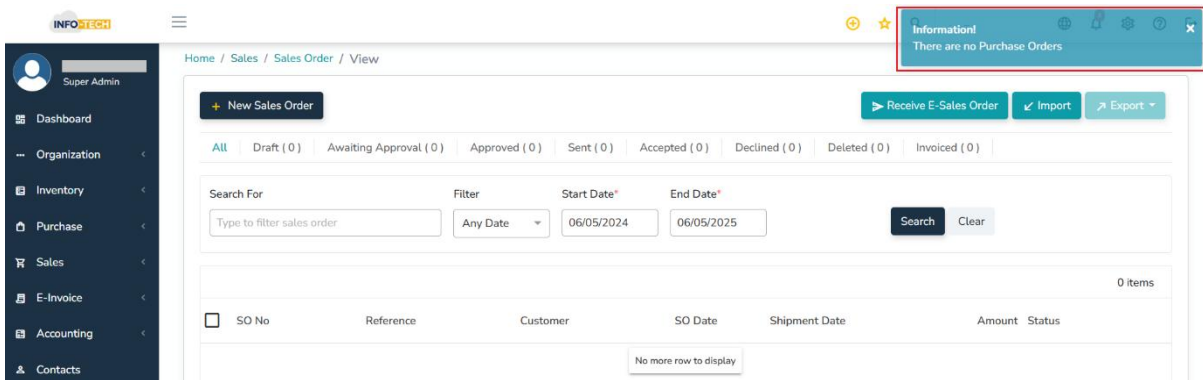 INFO-TECH
Information!
There are no Purchase Orders
Super Admin
Home / Sales / Sales Order / View
+ New Sales Order
Receive E-Sales Order
Import
Export
Dashboard
Organization
Inventory
Purchase
Sales
E-Invoice
Accounting
Contacts
All Draft ( 0 ) Awaiting Approval ( 0 ) Approved ( 0 ) Sent ( 0 ) Accepted ( 0 ) Declined ( 0 ) Deleted ( 0 ) Invoiced ( 0 )
Search For Filter Start Date* End Date*
Type to filter sales order Any Date 06/05/2024 06/05/2025 Search Clear
0 items
SO No Reference Customer SO Date Shipment Date Amount Status
No more row to display